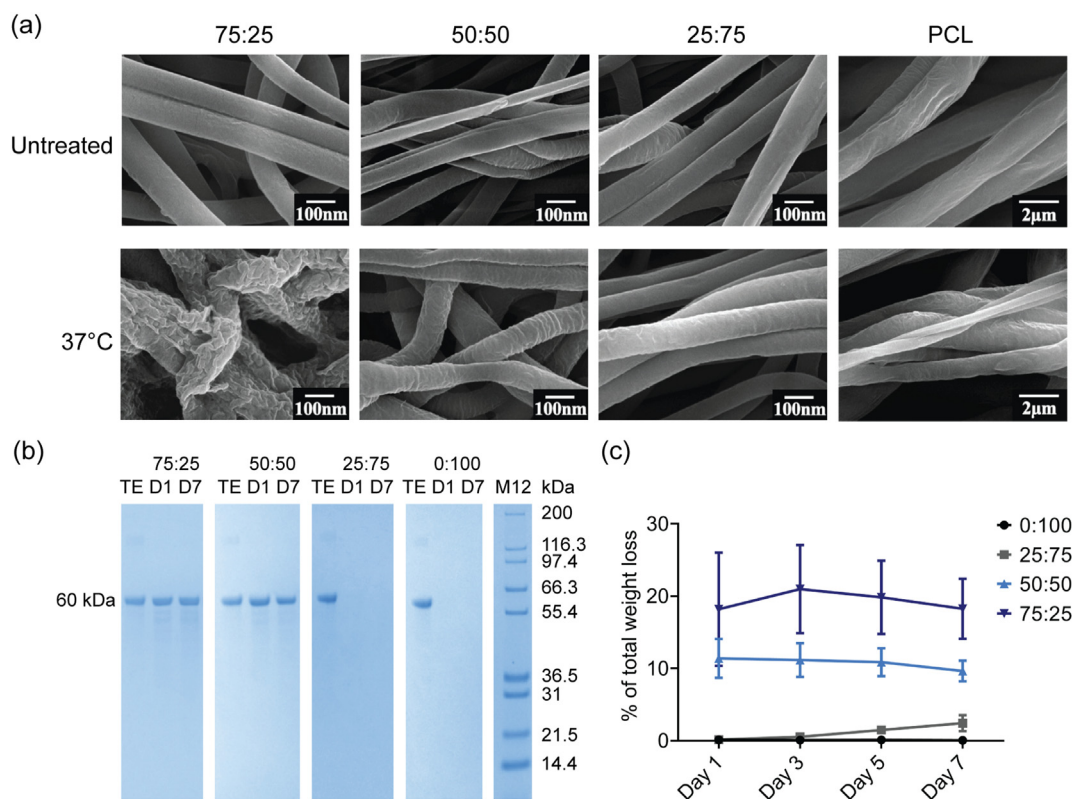 (a)
75:25 50:50 25:75 PCL
Untreated
100nm 100nm 100nm 2µm
37°C
100nm 100nm 100nm 2µm
(b)
75:25 50:50 25:75 0:100
TE D1 D7 TE D1 D7 TE D1 D7 TE D1 D7 M12 kDa
200
116.3
97.4
66.3
60 kDa
55.4
36.5
31
21.5
14.4
(c)
% of total weight loss
30
20
10
0
Day 1 Day 3 Day 5 Day 7
0:100
25:75
50:50
75:25